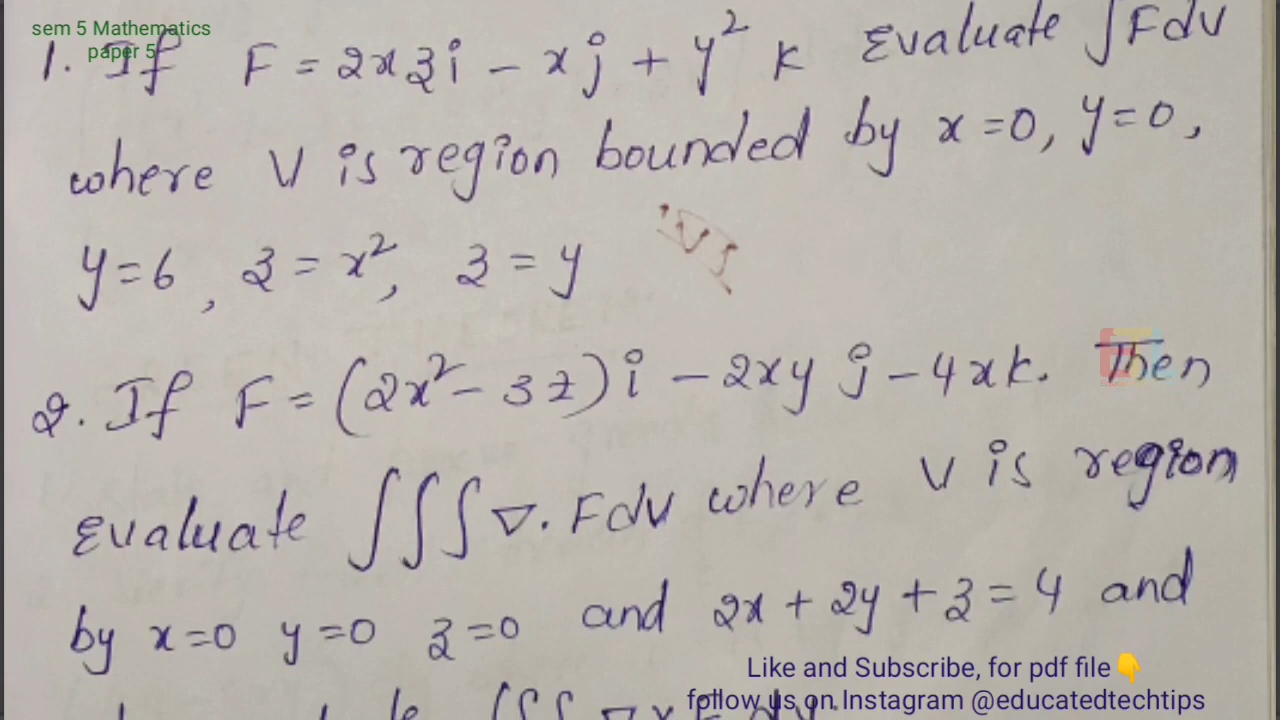 sem 5 Mathematics
paper 5
1. If F = 2xzi - xj + y² k Evaluate ∫Fdv
where V is region bounded by x=0, y=0,
y=6, z = x², z = y
VJ
2. If F = (2x² - 3z)i - 2xy j - 4xk. Then
Evaluate ∫∫∫ ∇. Fdv where V is region
by x=0 y=0 z=0 and 2x + 2y + z = 4 and
Like and Subscribe, for pdf file👇
∫∫∫ ∇ x F dv.
follow us on Instagram @educatedtechtips